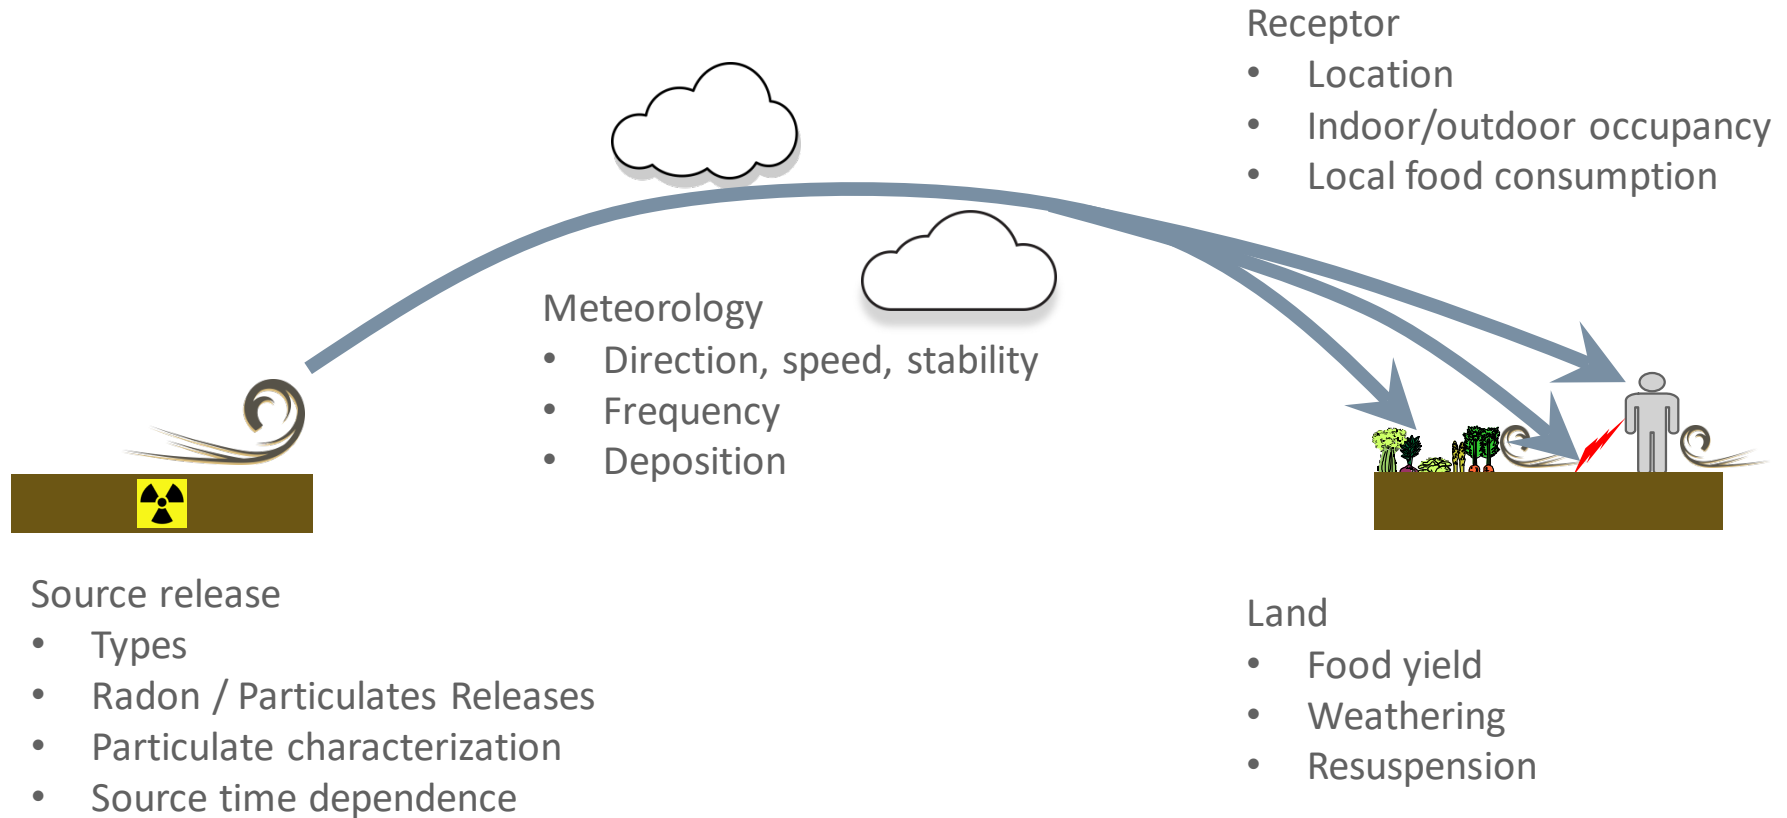 Receptor
• Location
• Indoor/outdoor occupancy
• Local food consumption
Meteorology
• Direction, speed, stability
• Frequency
• Deposition
Source release
• Types
• Radon / Particulates Releases
• Particulate characterization
• Source time dependence
Land
• Food yield
• Weathering
• Resuspension